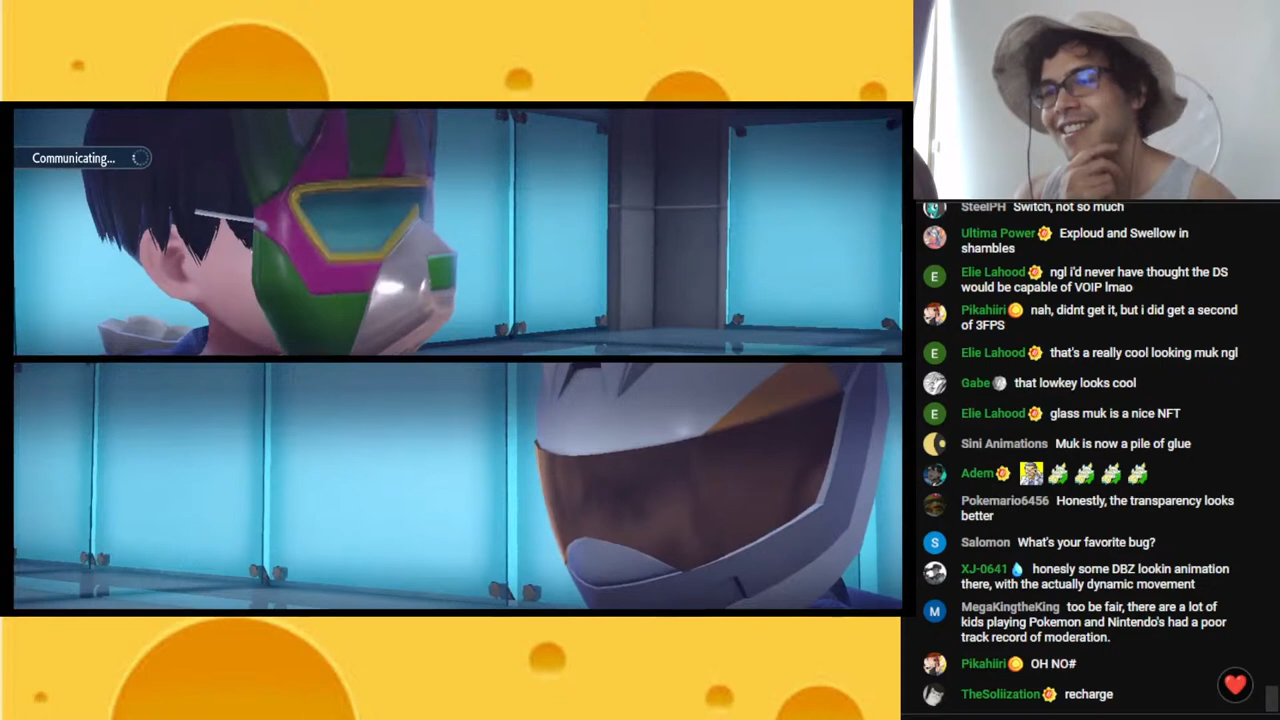 Communicating...
SteelPH Switch, not so much
Ultima Power Exploud and Swellow in
shambles
Elie Lahood ngl i'd never have thought the DS
would be capable of VOIP lmao
Pikahiiri nah, didnt get it, but i did get a second
of 3FPS
Elie Lahood that's a really cool looking muk ngl
Gabe that lowkey looks cool
Elie Lahood glass muk is a nice NFT
Sini Animations Muk is now a pile of glue
Adem
Pokemario6456 Honestly, the transparency looks
better
Salomon What's your favorite bug?
XJ-0641 honesly some DBZ lookin animation
there, with the actually dynamic movement
MegaKingtheKing too be fair, there are a lot of
kids playing Pokemon and Nintendo's had a poor
track record of moderation.
Pikahiiri OH NO#
TheSoliization recharge
E
E
E
S
M